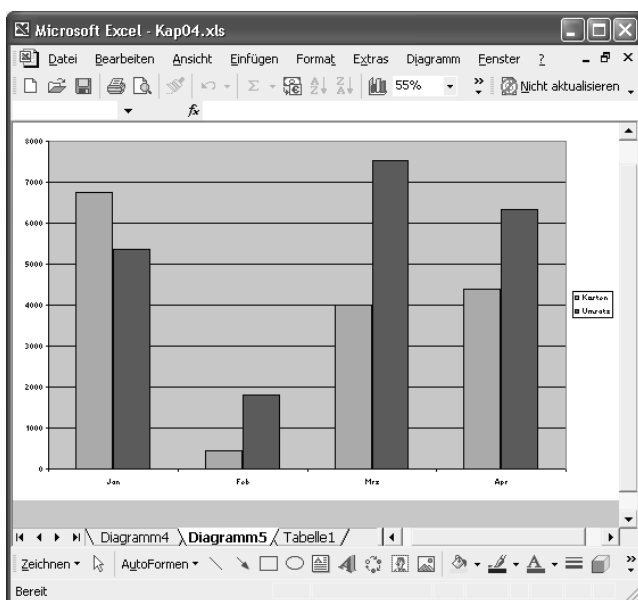 Microsoft Excel - Kap04.xls
Datei Bearbeiten Ansicht Einfügen Format Extras Diagramm Fenster ?
55% Nicht aktualisieren
fx
8000
7000
6000
5000
4000
3000
2000
1000
0
Jan Feb Mrz Apr
Karten
Umsatz
Diagramm4 Diagramm5 Tabelle1
Zeichnen AutoFormen
Bereit